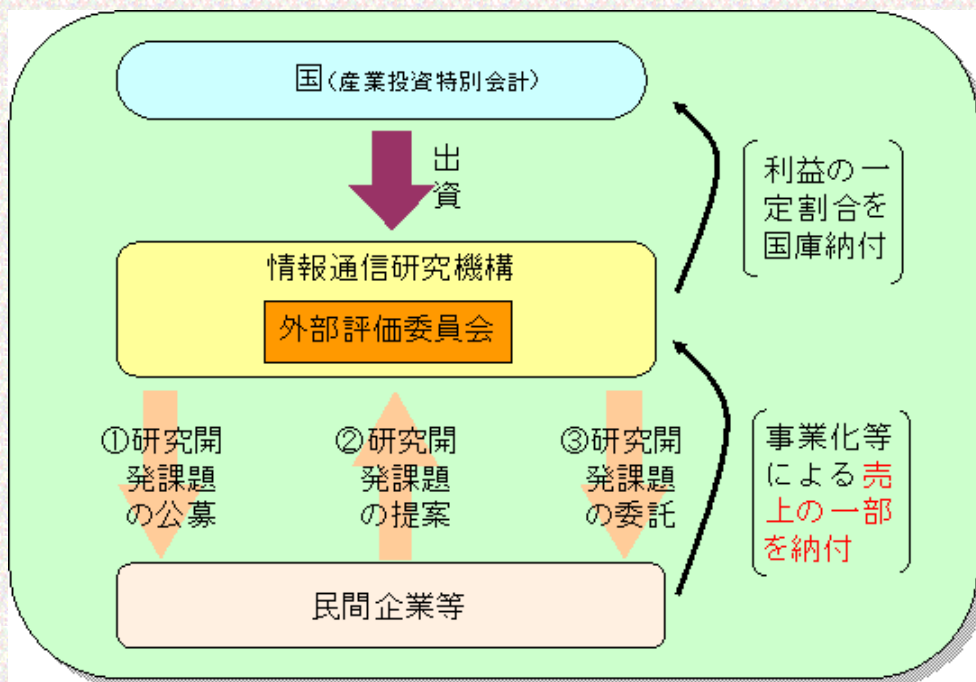 国(産業投資特別会計)
出
資
利益の一
定割合を
国庫納付
情報通信研究機構
外部評価委員会
①研究開
発課題
の公募
②研究開
発課題
の提案
③研究開
発課題
の委託
事業化等
による売
上の一部
を納付
民間企業等